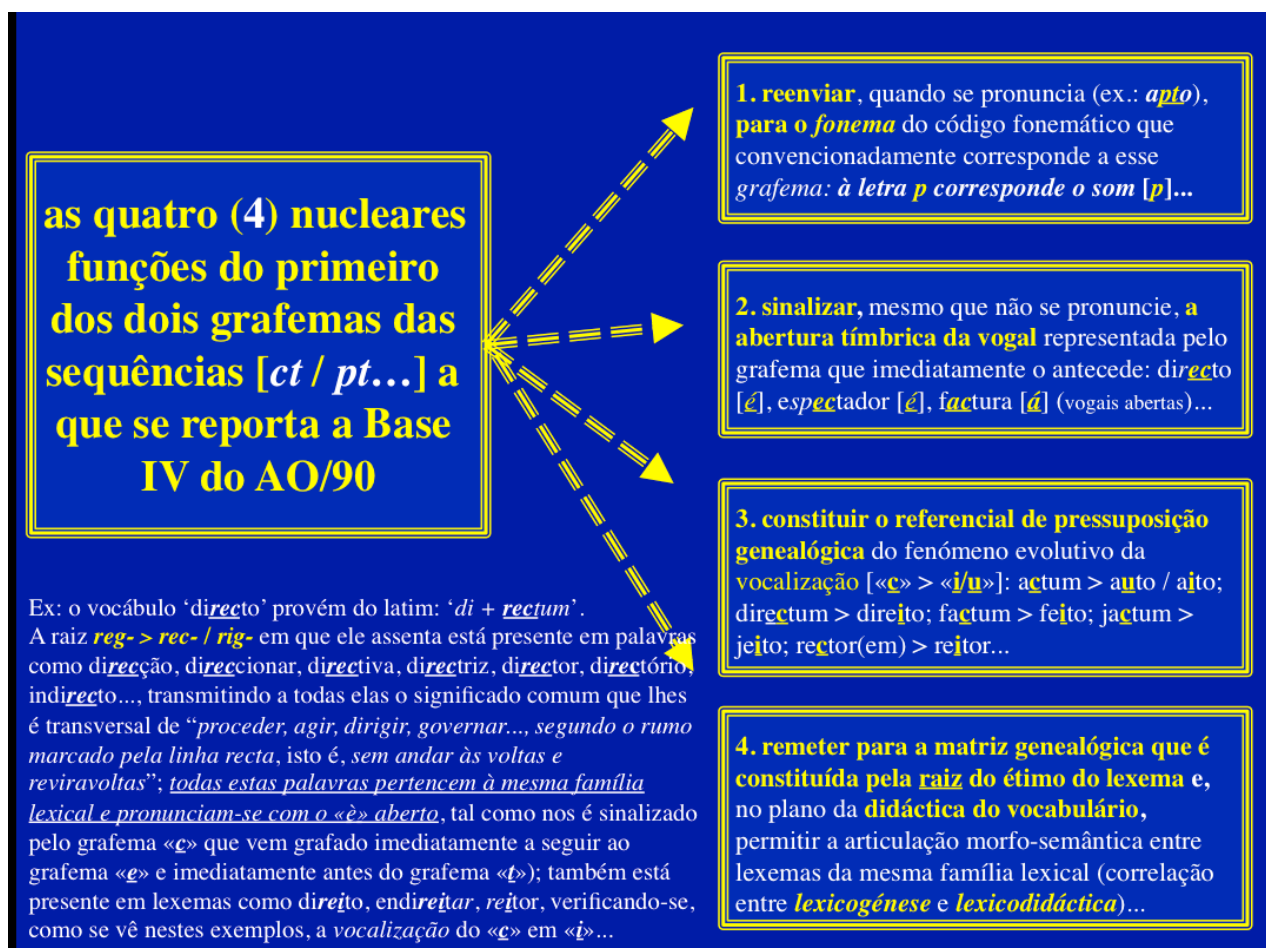 as quatro (4) nucleares
funções do primeiro
dos dois grafemas das
sequências [ct / pt…] a
que se reporta a Base
IV do AO/90
1. reenviar, quando se pronuncia (ex.: apto),
para o fonema do código fonemático que
convencionadamente corresponde a esse
grafema: à letra p corresponde o som [p]...
2. sinalizar, mesmo que não se pronuncie, a
abertura tímbrica da vogal representada pelo
grafema que imediatamente o antecede: directo
[é], espectador [é], factura [á] (vogais abertas)...
3. constituir o referencial de pressuposição
genealógica do fenómeno evolutivo da
vocalização [«c» > «i/u»]: actum > auto / aito;
directum > direito; factum > feito; jactum >
jeito; rector(em) > reitor...
4. remeter para a matriz genealógica que é
constituída pela raiz do étimo do lexema e,
no plano da didáctica do vocabulário,
permitir a articulação morfo-semântica entre
lexemas da mesma família lexical (correlação
entre lexicogénese e lexicodidáctica)...
Ex: o vocábulo ‘directo’ provém do latim: ‘di + rectum’.
A raiz reg- > rec- / rig- em que ele assenta está presente em palavras
como direcção, direccionar, directiva, directriz, director, directório,
indirecto..., transmitindo a todas elas o significado comum que lhes
é transversal de “proceder, agir, dirigir, governar..., segundo o rumo
marcado pela linha recta, isto é, sem andar às voltas e
reviravoltas”; todas estas palavras pertencem à mesma família
lexical e pronunciam-se com o «è» aberto, tal como nos é sinalizado
pelo grafema «c» que vem grafado imediatamente a seguir ao
grafema «e» e imediatamente antes do grafema «t»); também está
presente em lexemas como direito, endireitar, reitor, verificando-se,
como se vê nestes exemplos, a vocalização do «c» em «i»...